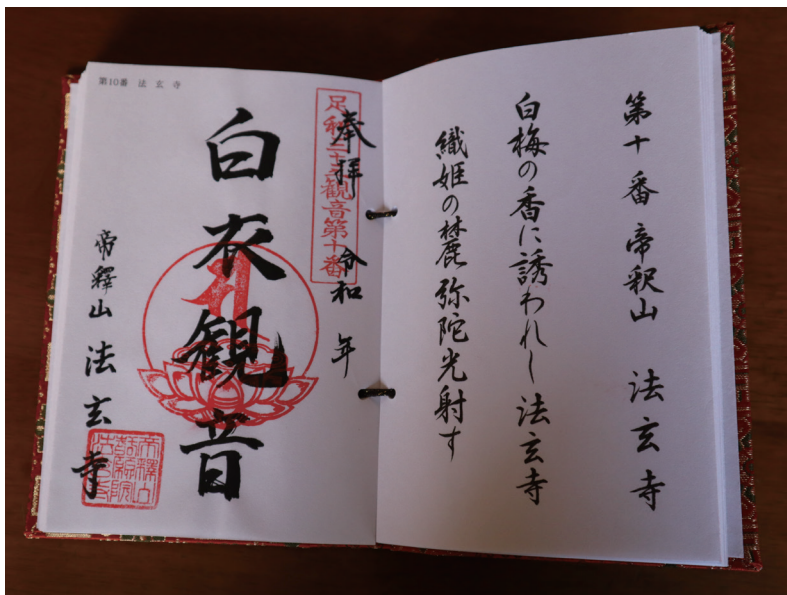 第十番 帝釈山 法玄寺
白梅の香に誘われし法玄寺
織姫の麓弥陀光射す
足利三十三観音第十番
奉拝 令和 年
白衣観音
帝釋山 法玄寺
第10番 法玄寺